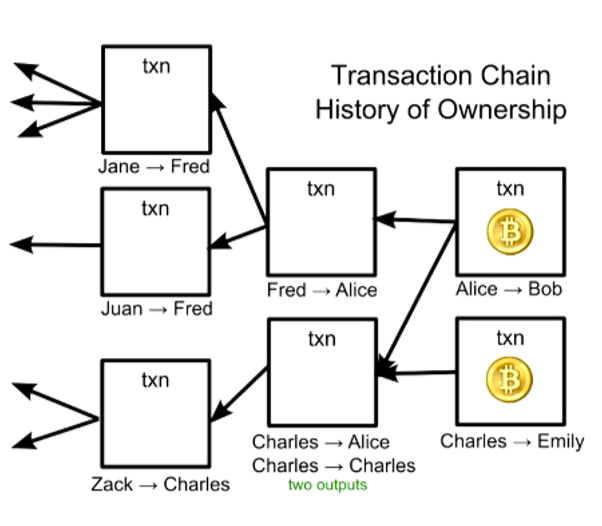 Transaction Chain
History of Ownership
txn
Jane → Fred
txn
Juan → Fred
txn
Zack → Charles
txn
Fred → Alice
txn
Charles → Alice
Charles → Charles
two outputs
txn
B
Alice → Bob
txn
B
Charles → Emily